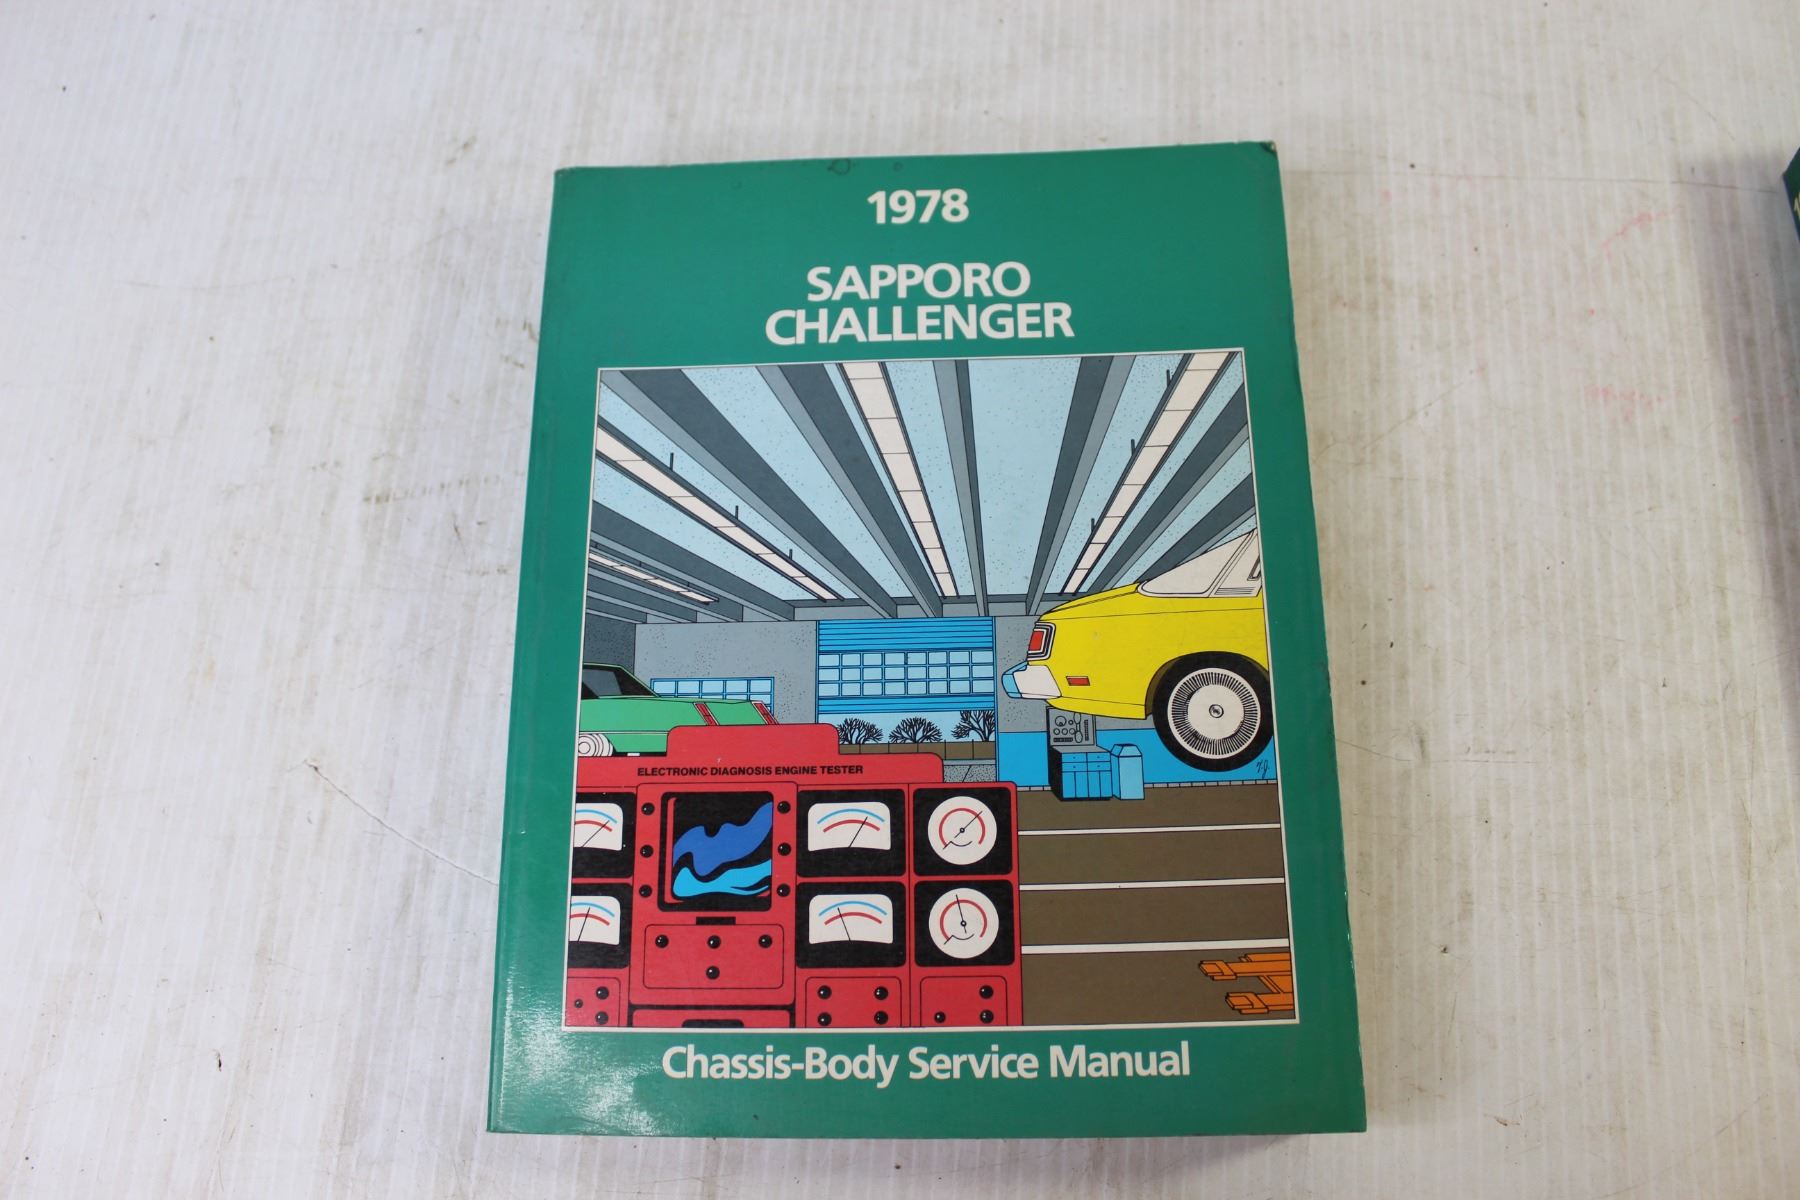 1978
SAPPORO
CHALLENGER
ELECTRONIC DIAGNOSIS ENGINE TESTER
Chassis-Body Service Manual